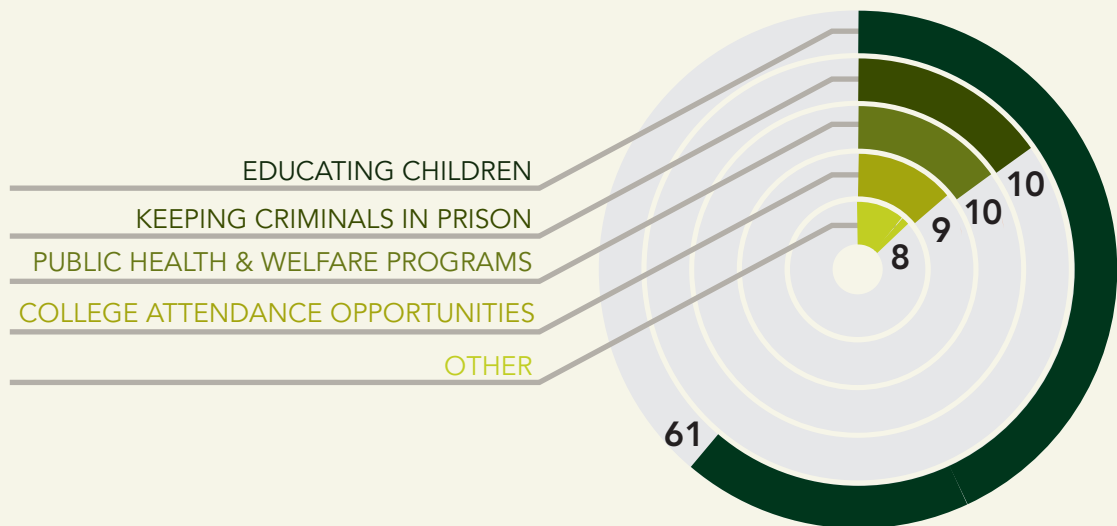 EDUCATING CHILDREN
KEEPING CRIMINALS IN PRISON
PUBLIC HEALTH & WELFARE PROGRAMS
COLLEGE ATTENDANCE OPPORTUNITIES
OTHER
10
10
9
8
61